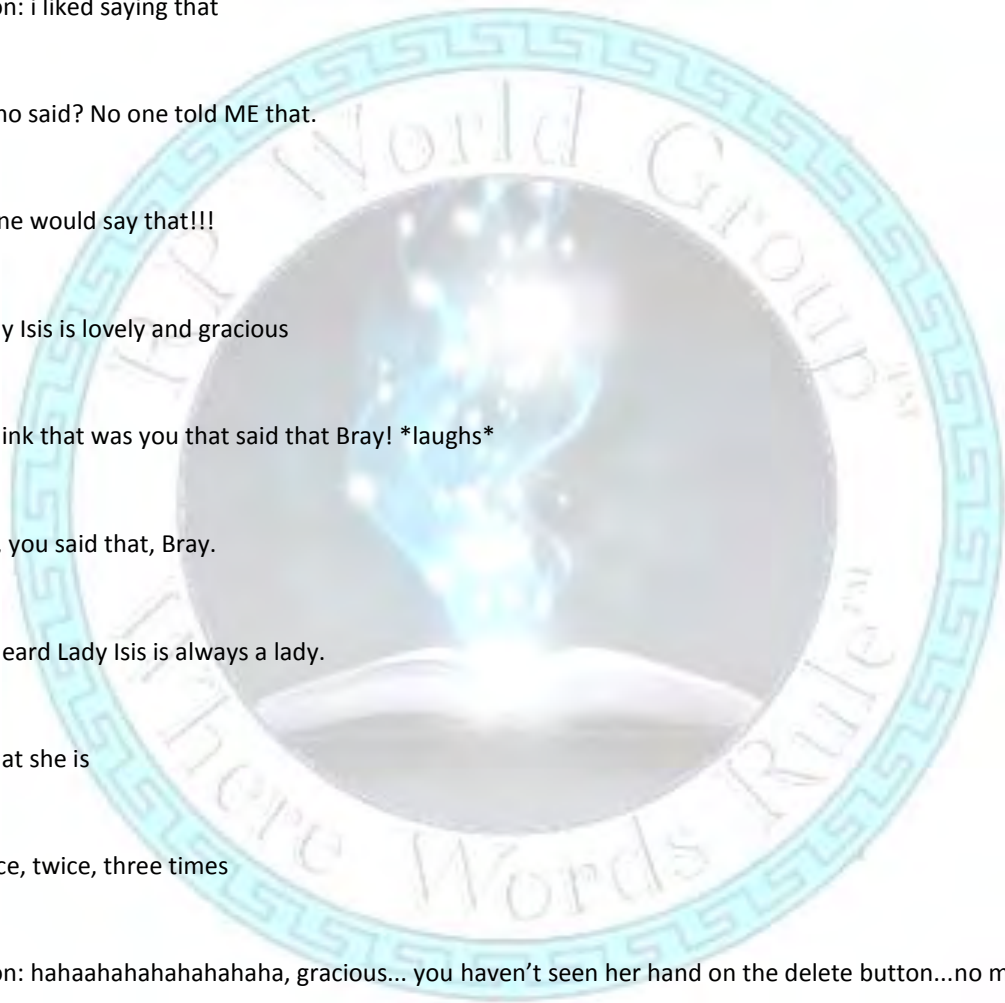 on: i liked saying that
no said? No one told ME that.
ne would say that!!!
y Isis is lovely and gracious
ink that was you that said that Bray! *laughs*
, you said that, Bray.
eard Lady Isis is always a lady.
at she is
ce, twice, three times
on: hahaahahahahahahaha, gracious... you haven’t seen her hand on the delete button...no m
RP World Group TM
Where Words Rule TM